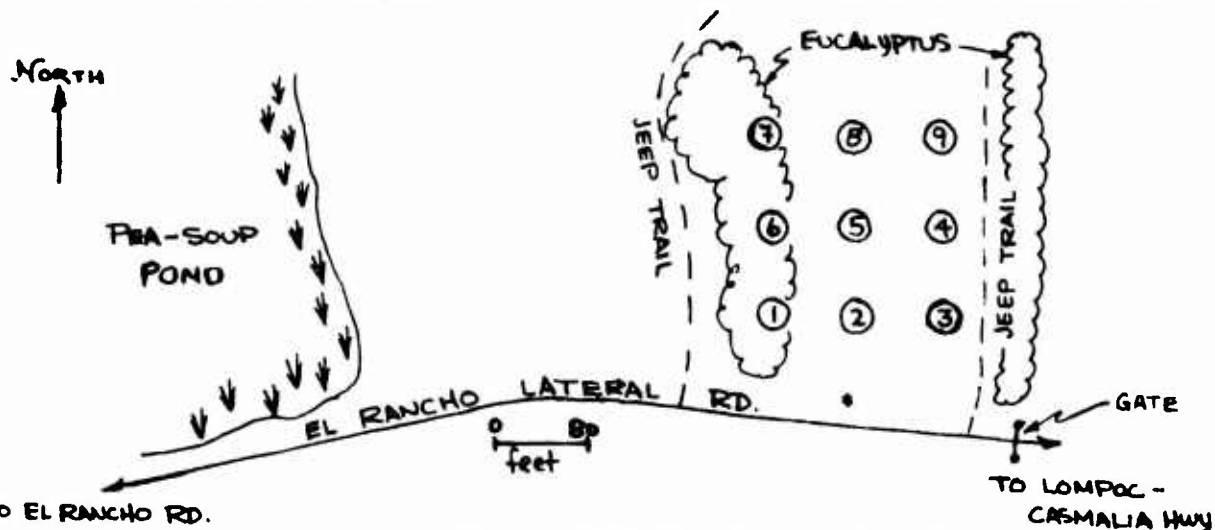 NORTH
EUCALYPTUS
JEEP TRAIL
7 8 9
PEA-SOUP
POND
6 5 4
JEEP TRAIL
1 2 3
EL RANCHO LATERAL RD.
GATE
0 80
feet
O EL RANCHO RD.
TO LOMPOC-
CASMALIA HWY